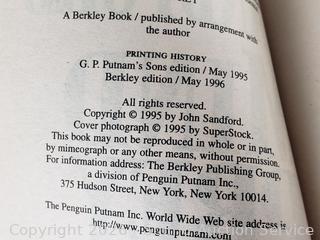 A Berkley Book / published by arrangement with
the author
PRINTING HISTORY
G. P. Putnam's Sons edition / May 1995
Berkley edition / May 1996
All rights reserved.
Copyright © 1995 by John Sandford.
Cover photograph © 1995 by SuperStock.
This book may not be reproduced in whole or in part,
by mimeograph or any other means, without permission.
For information address: The Berkley Publishing Group,
a division of Penguin Putnam Inc.,
375 Hudson Street, New York, New York 10014.
The Penguin Putnam Inc. World Wide Web site address is
http://www.penguinputnam.com